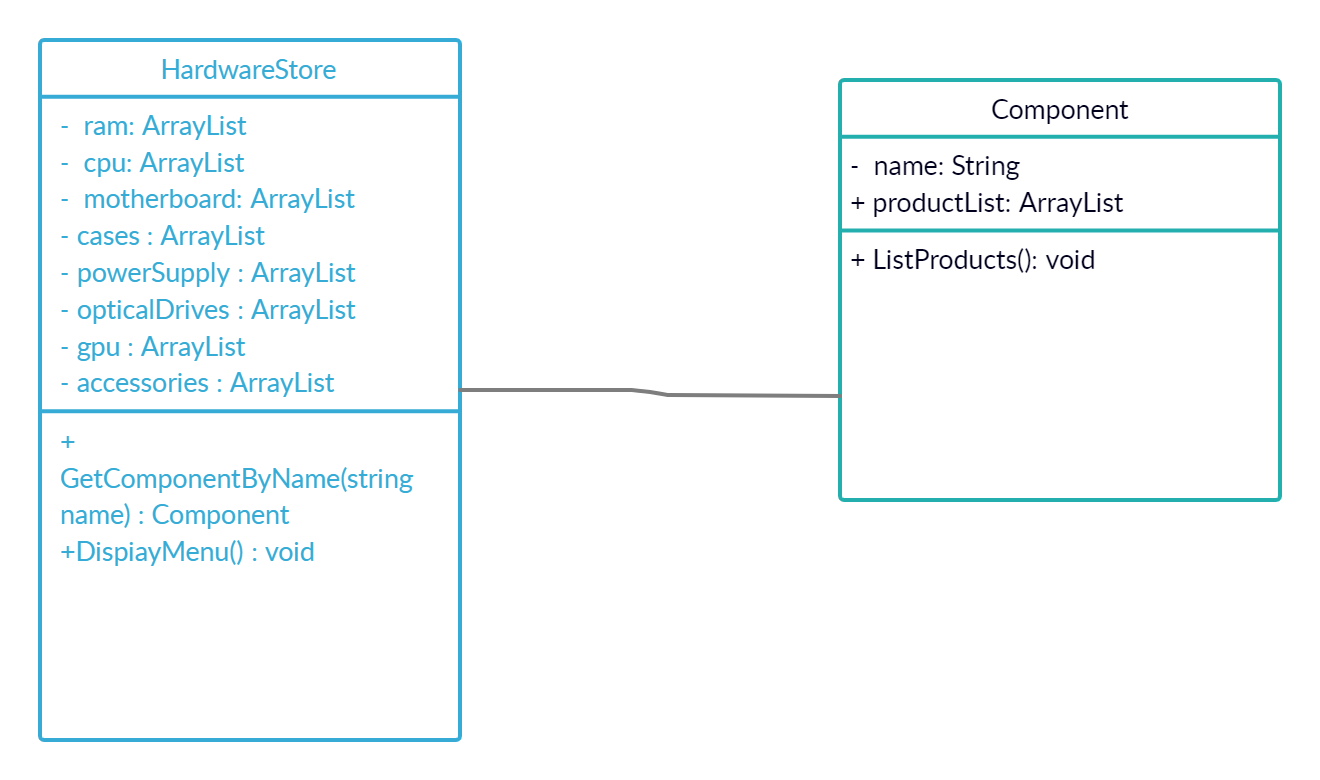 HardwareStore
-  ram: ArrayList
-  cpu: ArrayList
-  motherboard: ArrayList
- cases : ArrayList
- powerSupply : ArrayList
- opticalDrives : ArrayList
- gpu : ArrayList
- accessories : ArrayList
+
GetComponentByName(string
name) : Component
+DispiayMenu() : void
Component
-  name: String
+ productList: ArrayList
+ ListProducts(): void